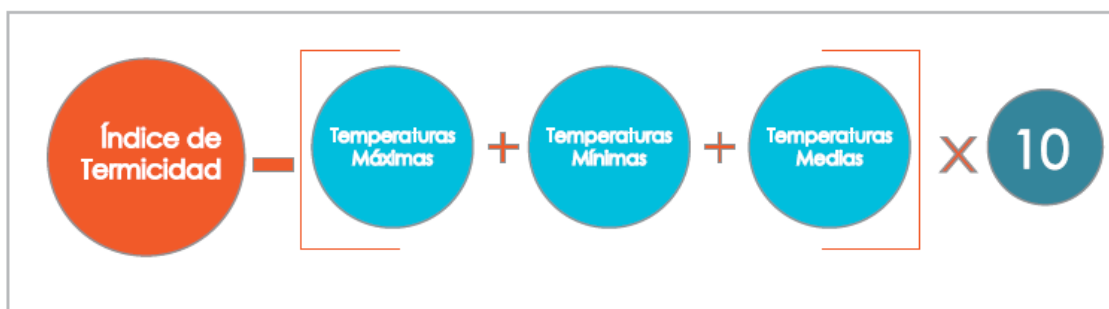 Índice de
Termicidad
-
[
Temperaturas
Máximas
+
Temperaturas
Mínimas
+
Temperaturas
Medias
]
X
10